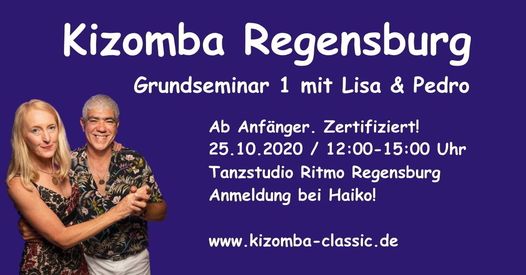 Kizomba Regensburg
Grundseminar 1 mit Lisa & Pedro
Ab Anfänger. Zertifiziert!
25.10.2020 / 12:00-15:00 Uhr
Tanzstudio Ritmo Regensburg
Anmeldung bei Haiko!
www.kizomba-classic.de